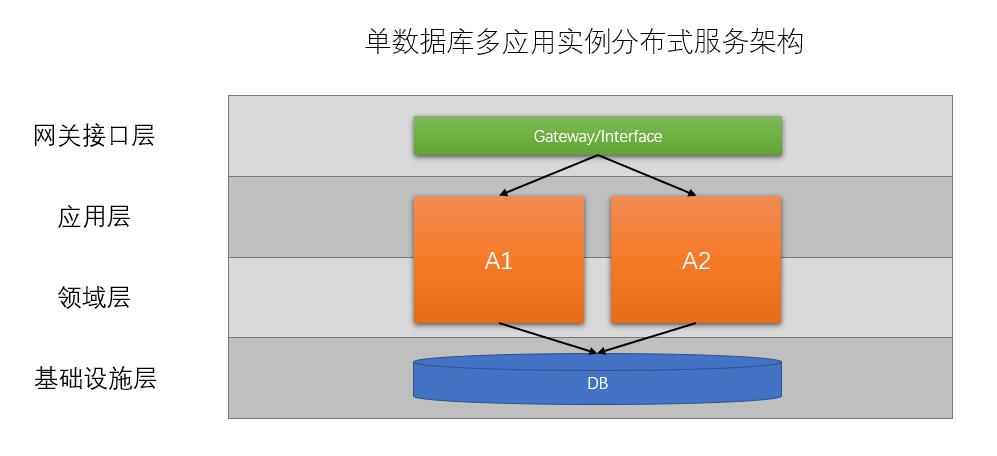 单数据库多应用实例分布式服务架构
网关接口层
Gateway/Interface
应用层
A1
A2
领域层
基础设施层
DB